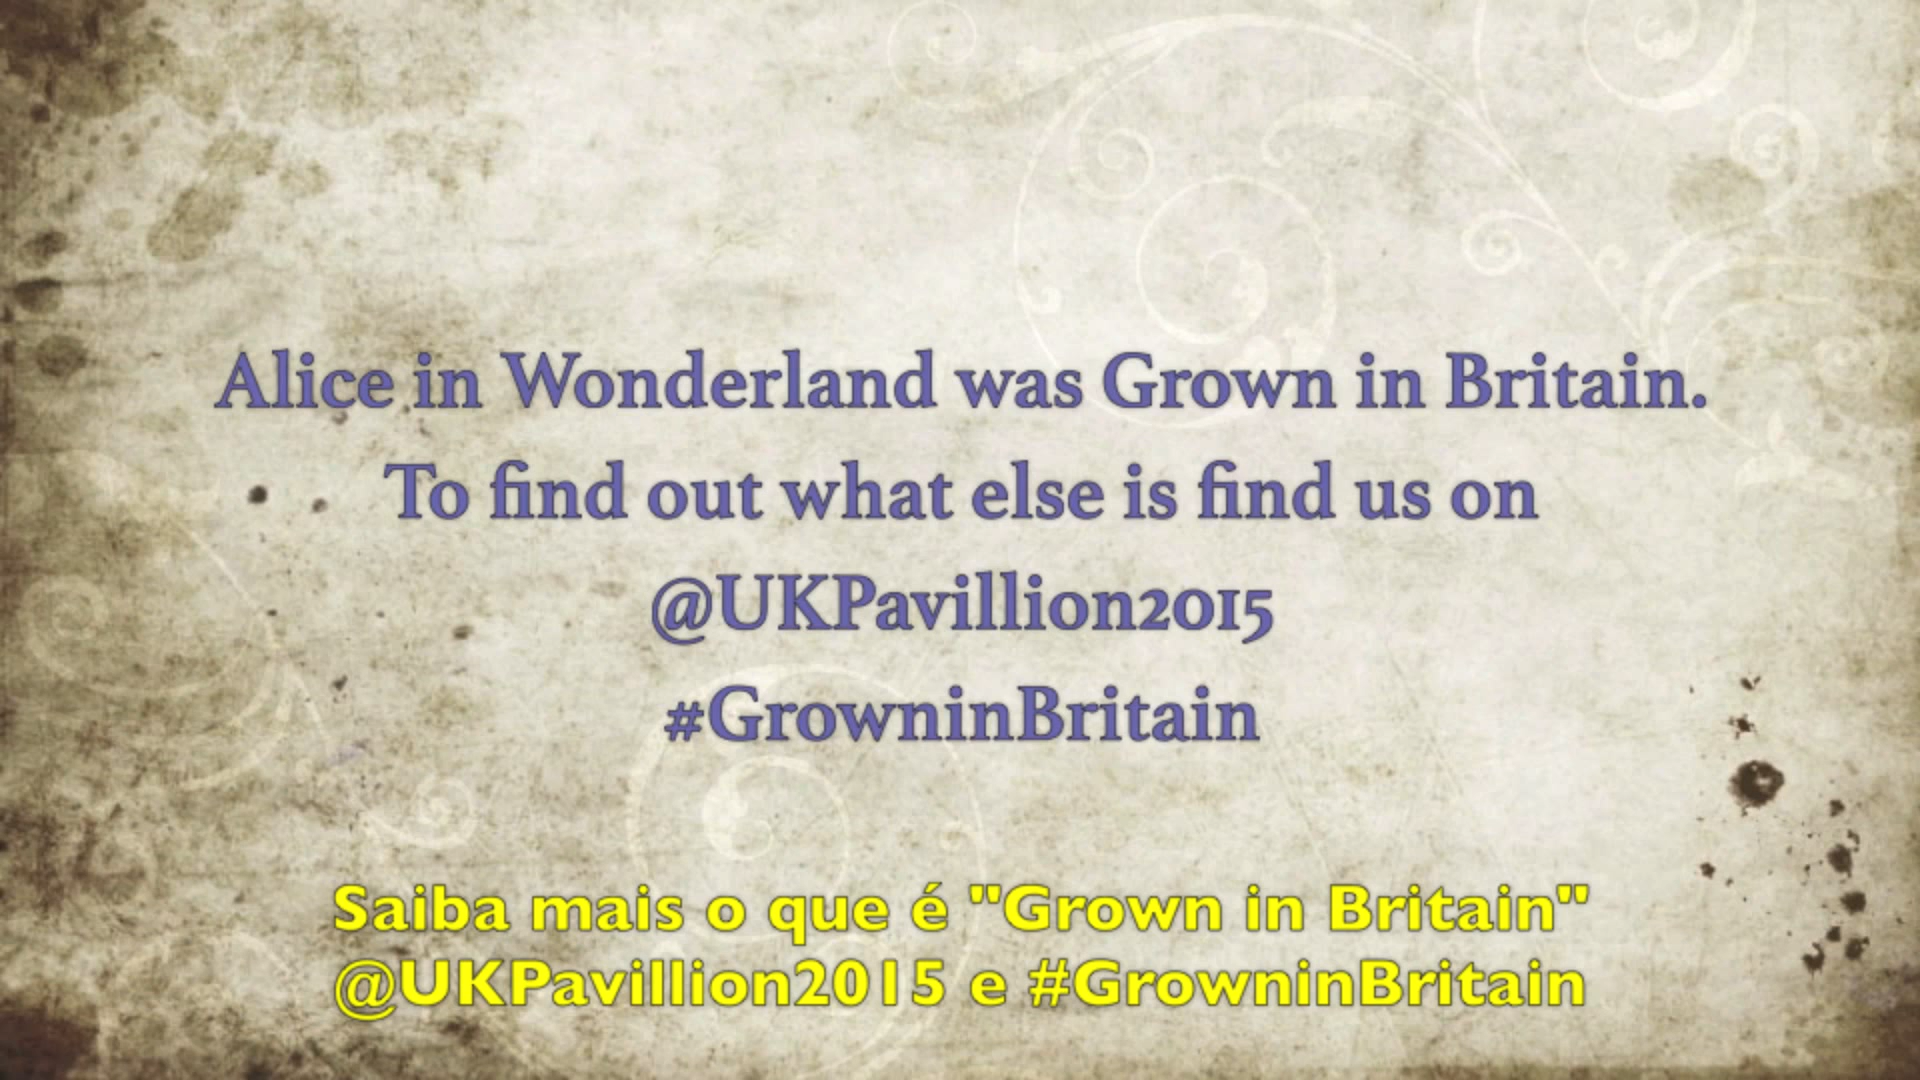 Alice in Wonderland was Grown in Britain.
To find out what else is find us on
@UKPavillion2015
#GrowninBritain
Saiba mais o que é "Grown in Britain"
@UKPavillion2015 e #GrowninBritain